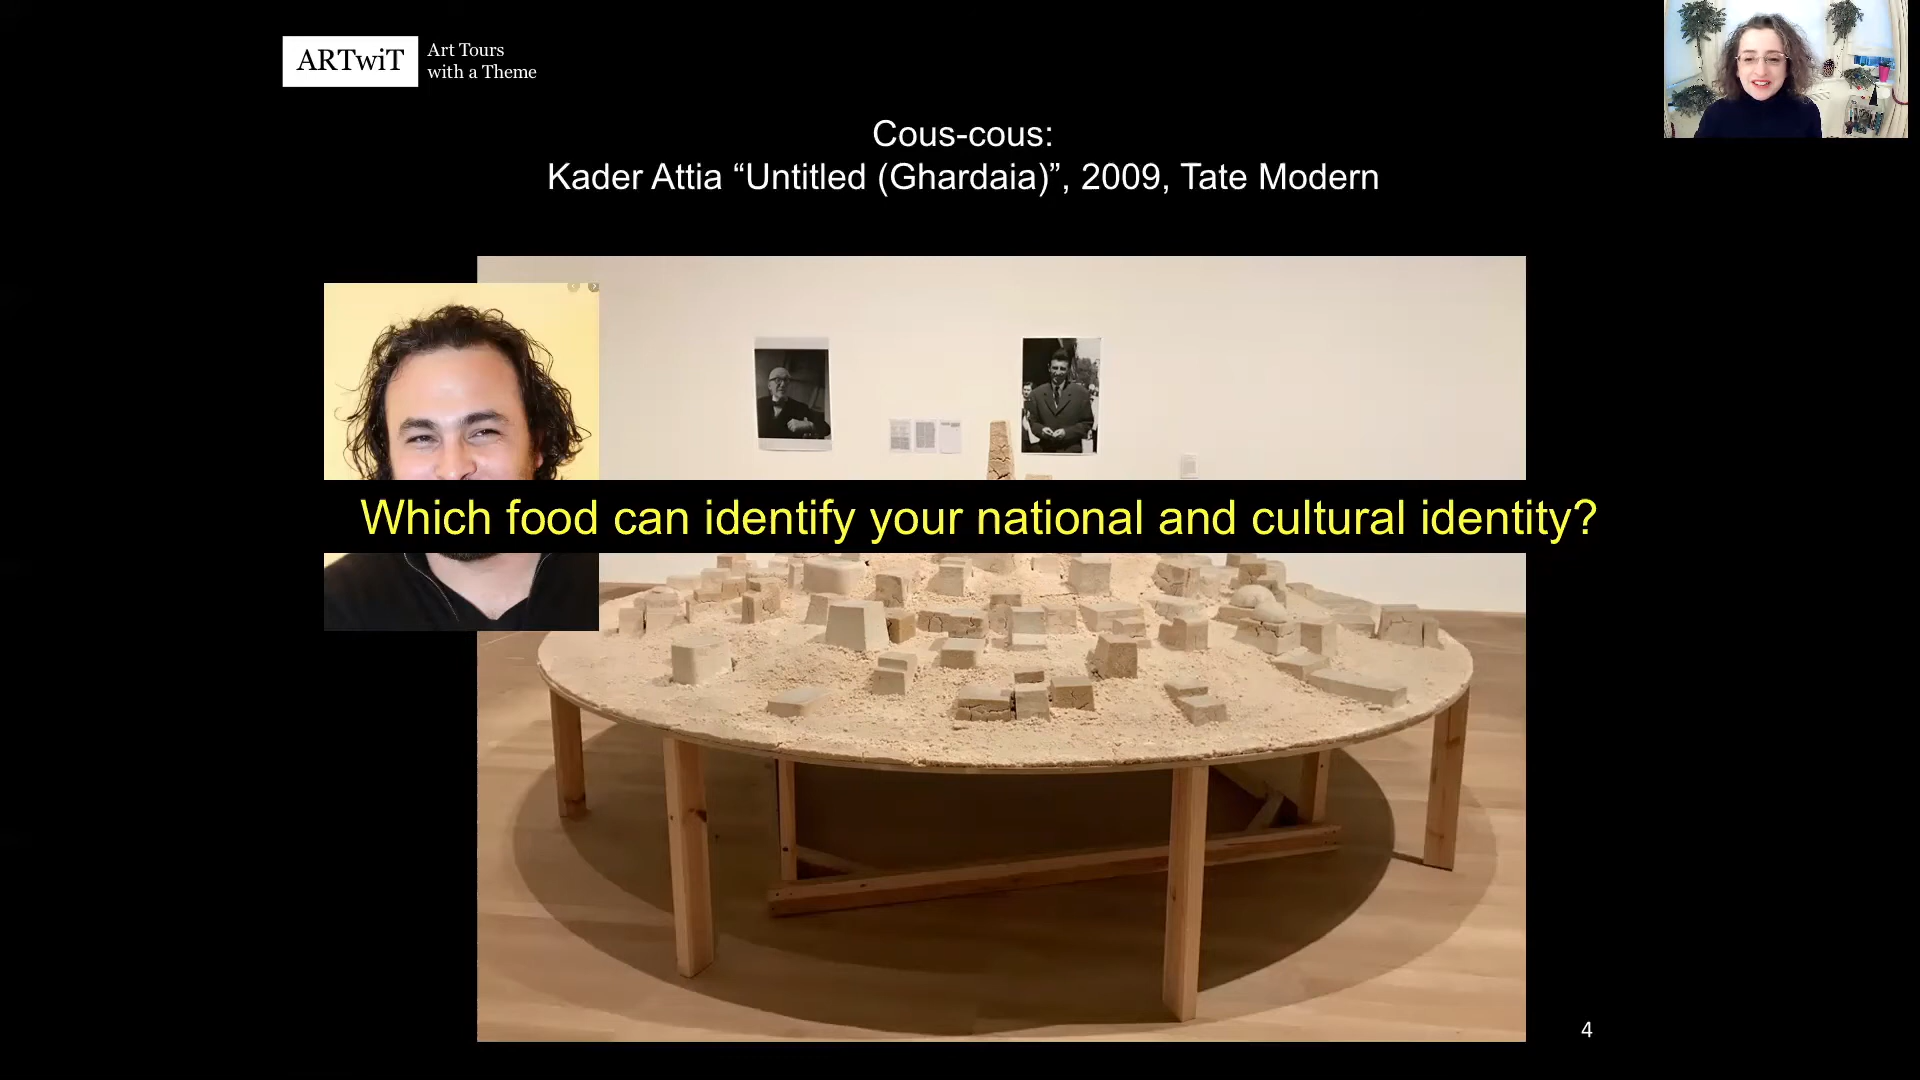 ARTwiT
Art Tours
with a Theme
Cous-cous:
Kader Attia “Untitled (Ghardaia)”, 2009, Tate Modern
Which food can identify your national and cultural identity?
4